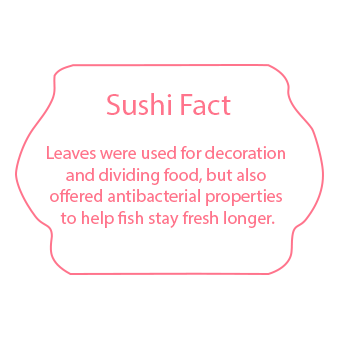 Sushi Fact
Leaves were used for decoration
and dividing food, but also
offered antibacterial properties
to help fish stay fresh longer.